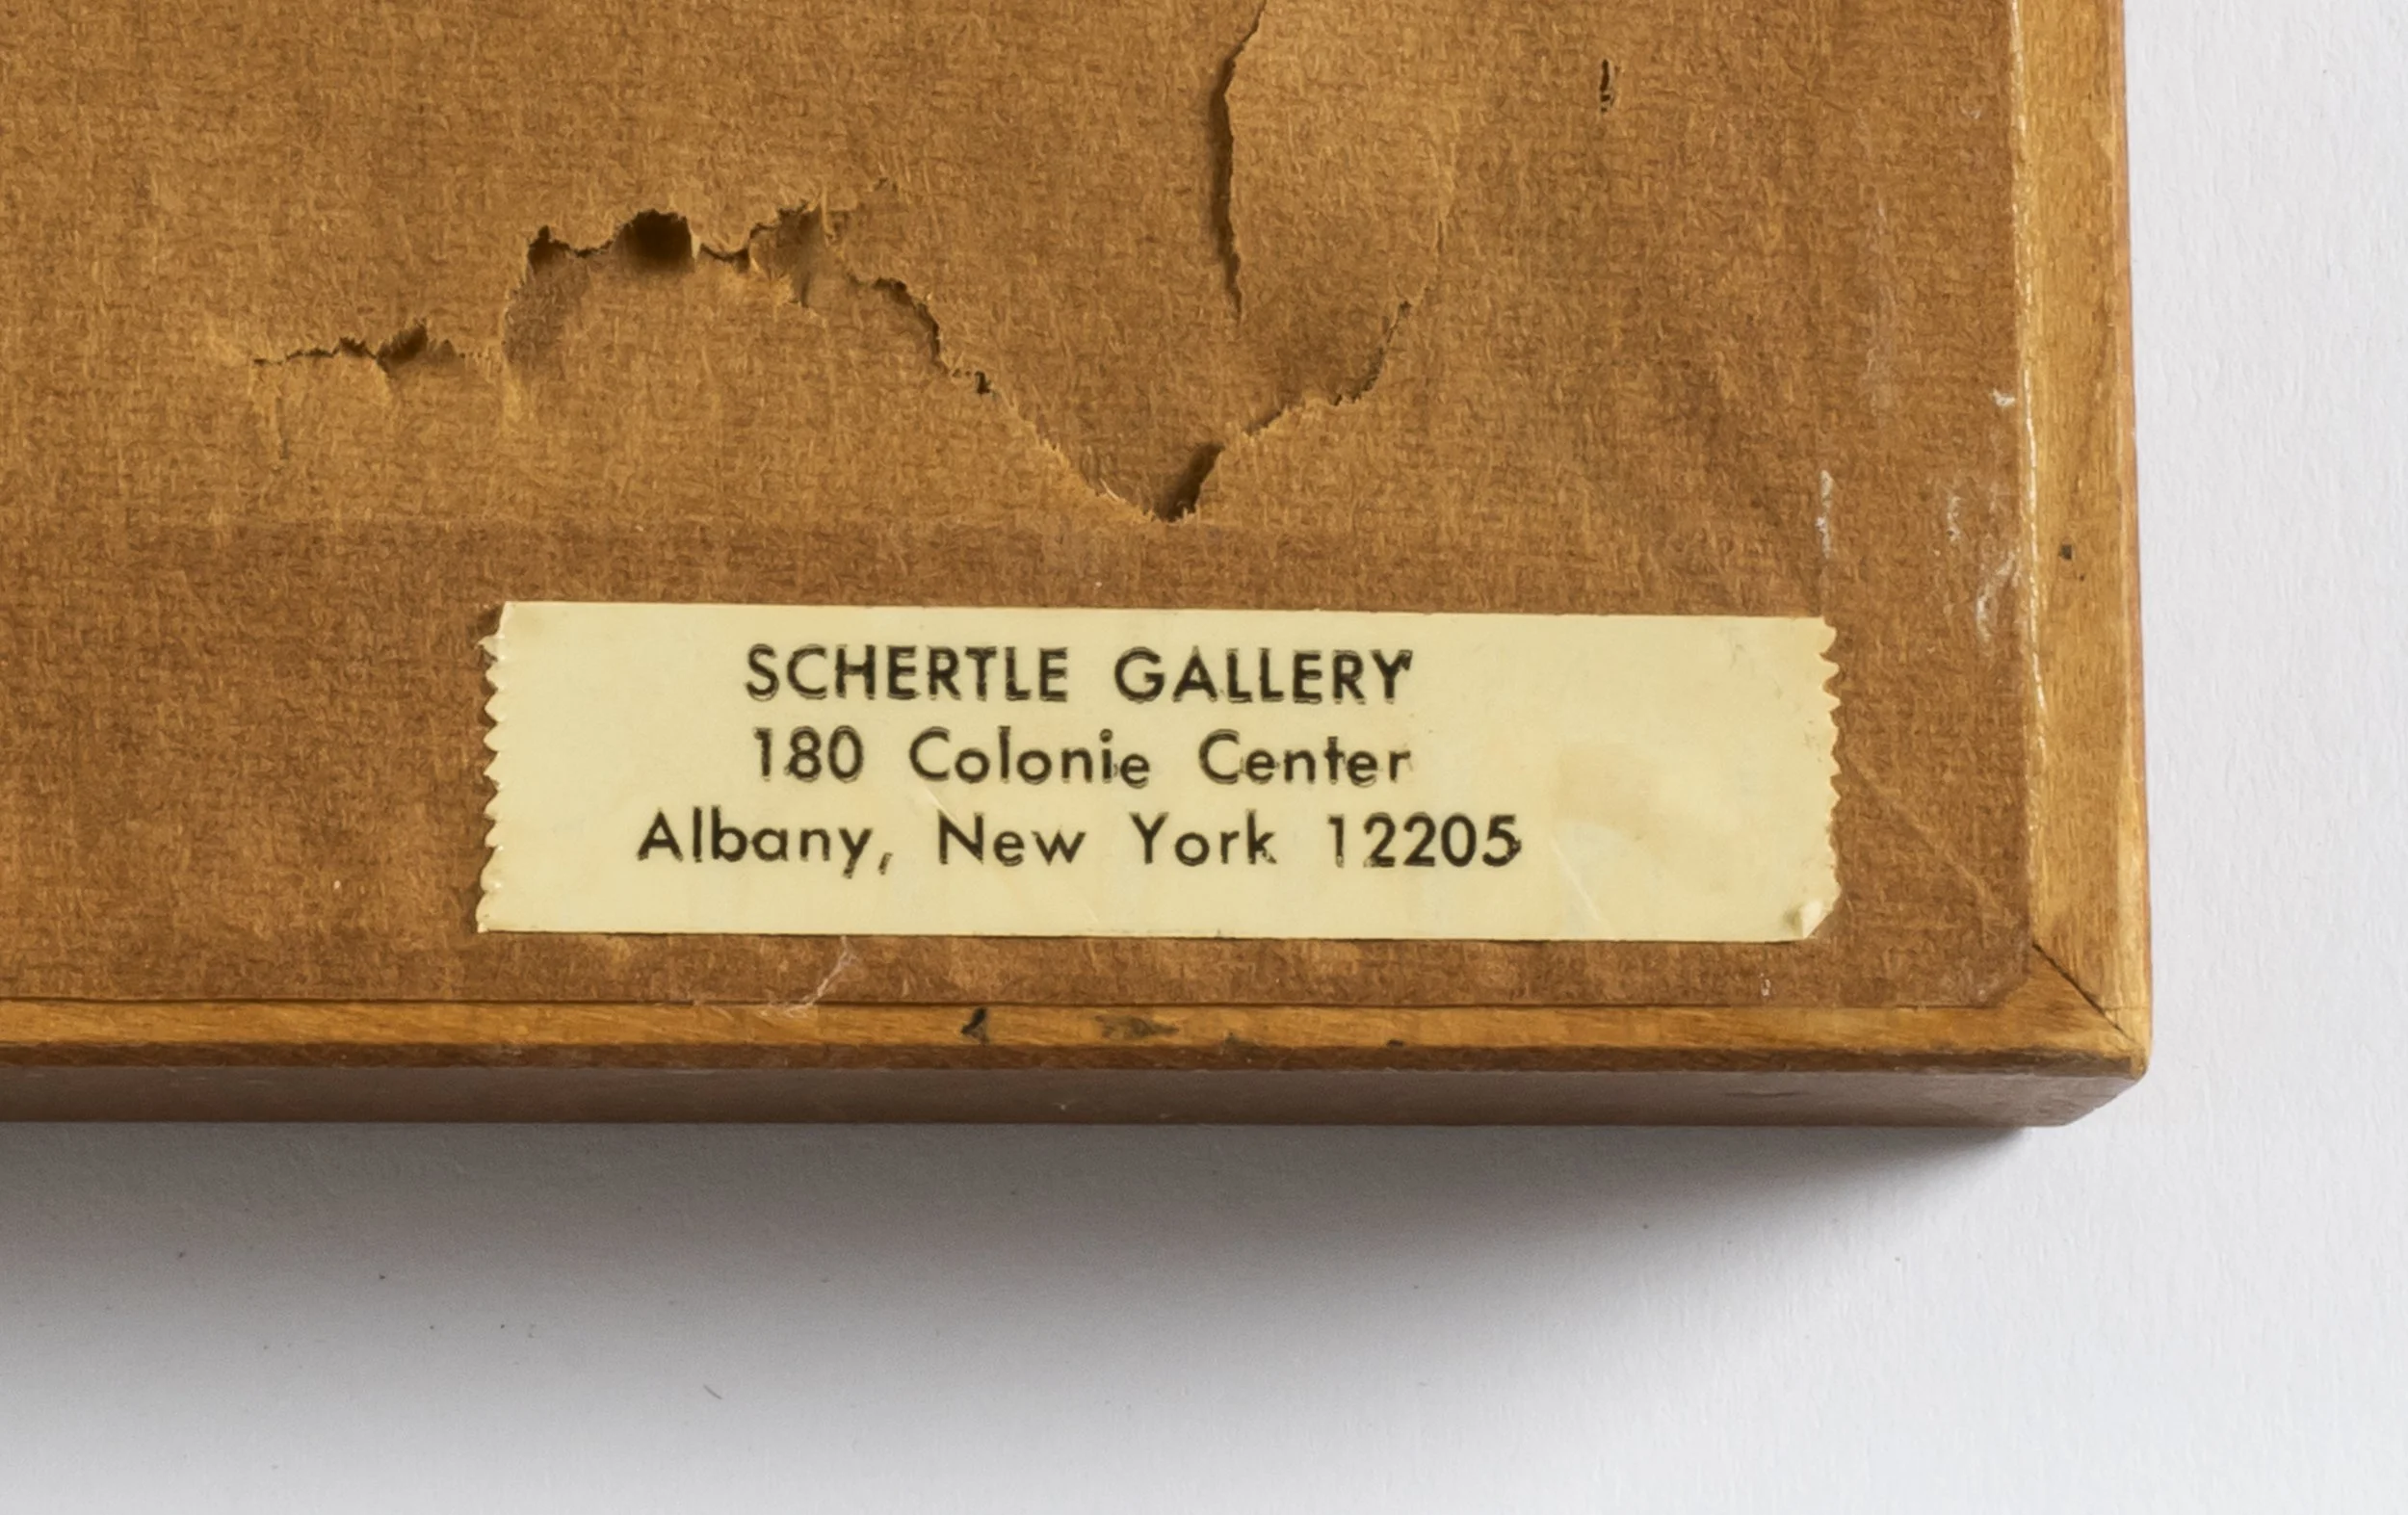 SCHERTLE GALLERY
180 Colonie Center
Albany, New York 12205